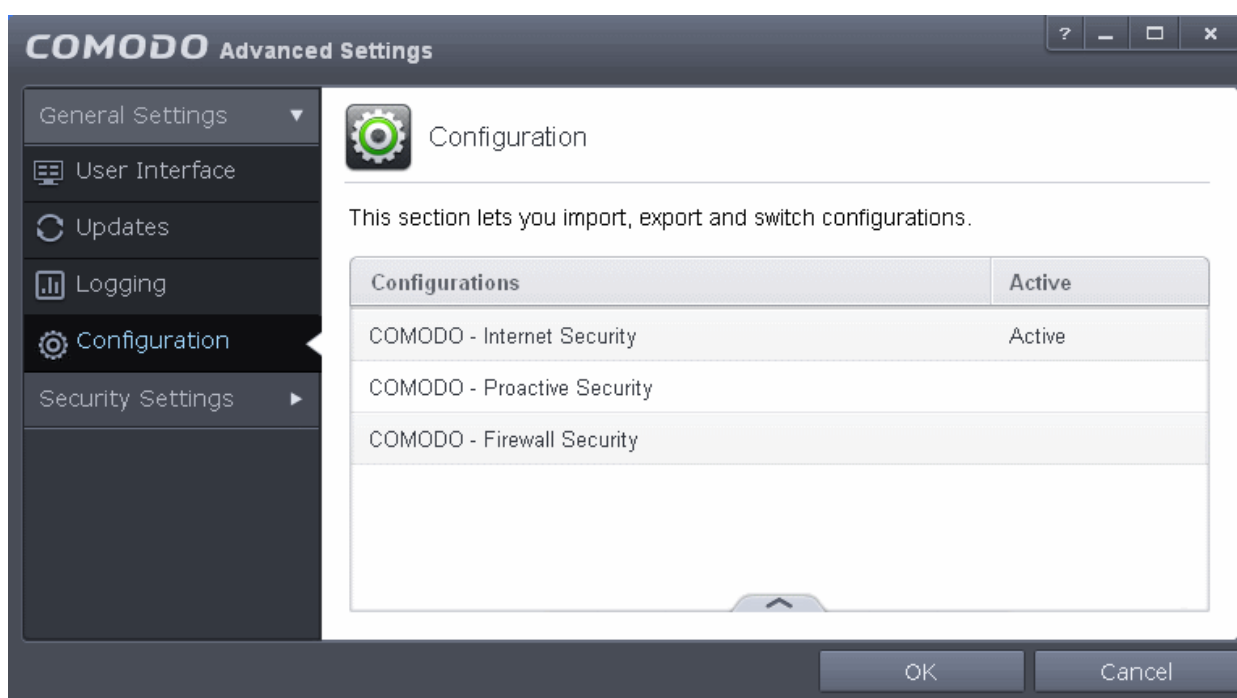 COMODO Advanced Settings
?
General Settings
User Interface
Updates
Logging
Configuration
Security Settings
Configuration
This section lets you import, export and switch configurations.
Configurations Active
COMODO - Internet Security Active
COMODO - Proactive Security
COMODO - Firewall Security
OK Cancel